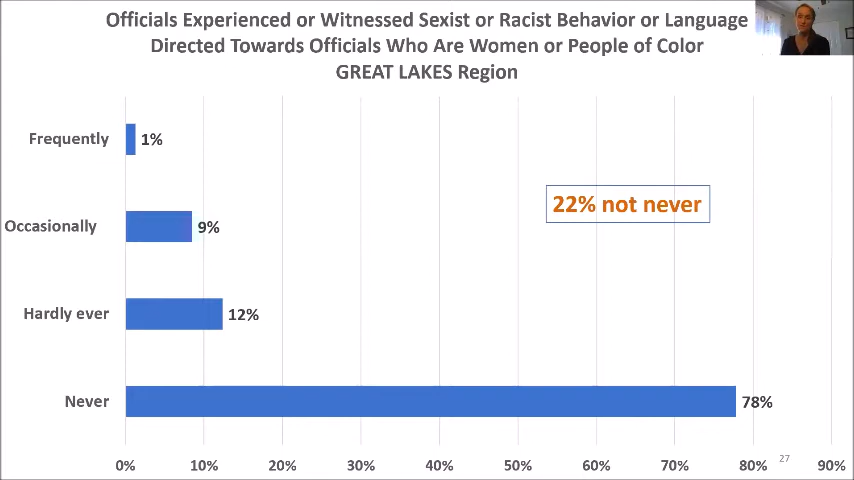 Officials Experienced or Witnessed Sexist or Racist Behavior or Language
Directed Towards Officials Who Are Women or People of Color
GREAT LAKES Region
Frequently 1%
22% not never
Occasionally 9%
Hardly ever 12%
Never 78%
27
0% 10% 20% 30% 40% 50% 60% 70% 80% 90%